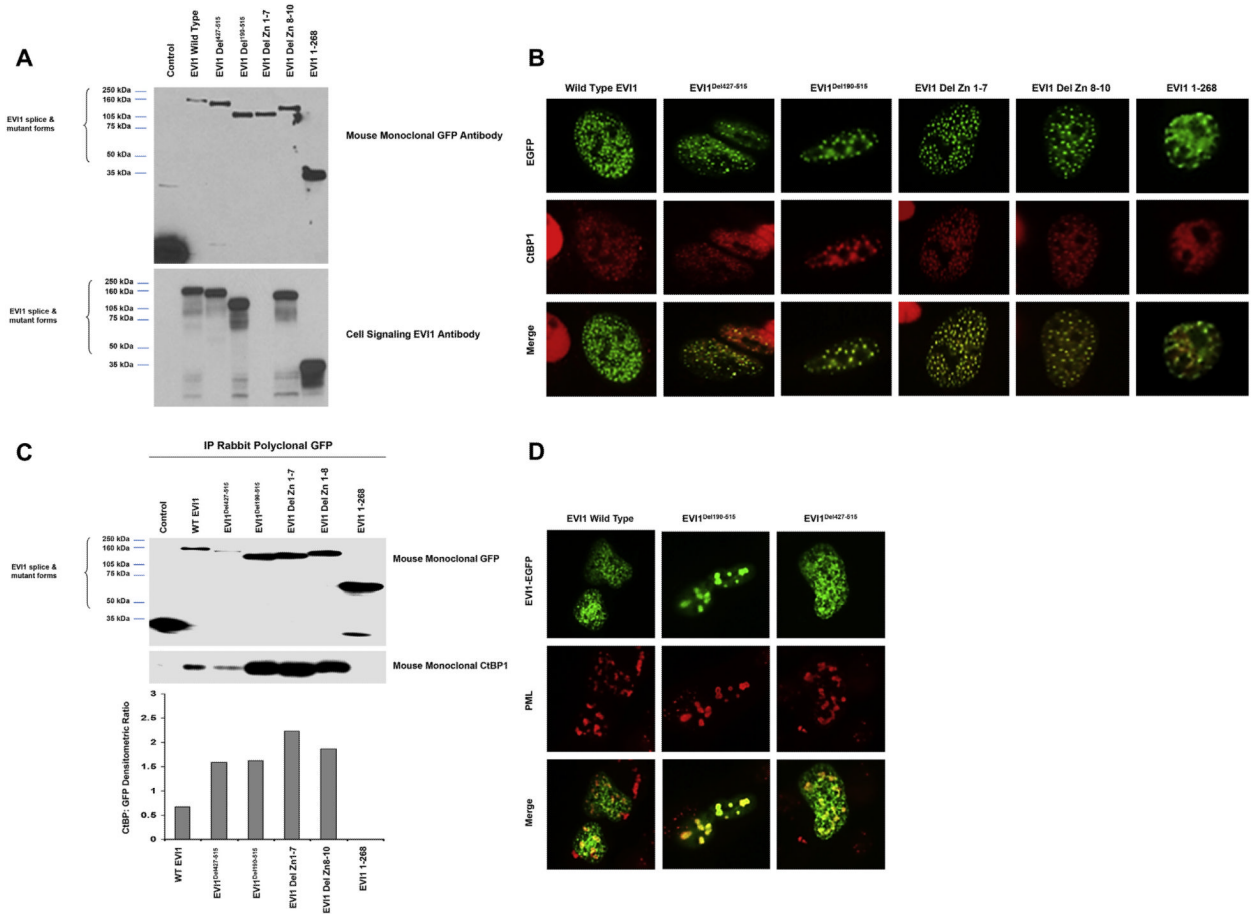 A
Control
EVI1 Wild Type
EVI1 Del427-515
EVI1 Del190-515
EVI1 Del Zn 1-7
EVI1 Del Zn 8-10
EVI1 1-268
EVI1 splice &
mutant forms
250 kDa
160 kDa
105 kDa
75 kDa
50 kDa
35 kDa
Mouse Monoclonal GFP Antibody
EVI1 splice &
mutant forms
250 kDa
160 kDa
105 kDa
75 kDa
50 kDa
35 kDa
Cell Signaling EVI1 Antibody
B
Wild Type EVI1
EVI1Del427-515
EVI1Del190-515
EVI1 Del Zn 1-7
EVI1 Del Zn 8-10
EVI1 1-268
EGFP
CtBP1
Merge
C
IP Rabbit Polyclonal GFP
Control
WT EVI1
EVI1Del427-515
EVI1Del190-515
EVI1 Del Zn 1-7
EVI1 Del Zn 1-8
EVI1 1-268
EVI1 splice &
mutant forms
250 kDa
160 kDa
105 kDa
75 kDa
50 kDa
35 kDa
Mouse Monoclonal GFP
Mouse Monoclonal CtBP1
CtBP: GFP Densitometric Ratio
3
2.5
2
1.5
1
0.5
0
WT EVI1
EVI1Del427-515
EVI1Del190-515
EVI1 Del Zn1-7
EVI1 Del Zn8-10
EVI1 1-268
D
EVI1 Wild Type
EVI1Del190-515
EVI1Del427-515
EVI1-EGFP
PML
Merge